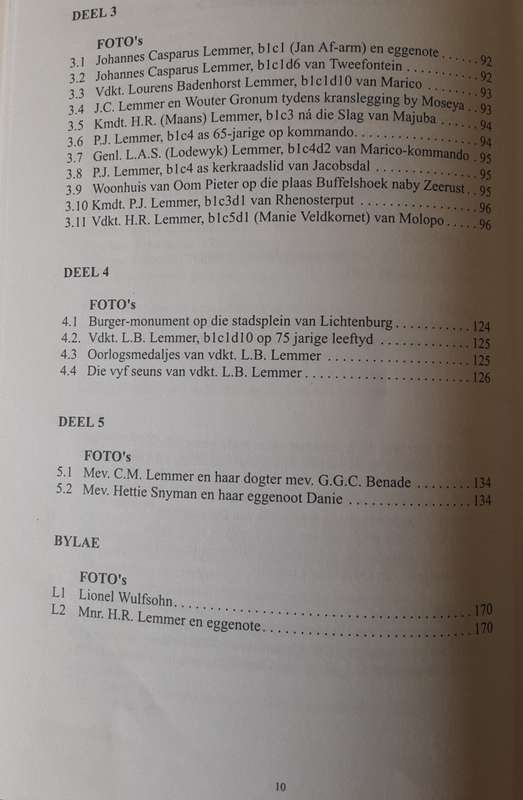 DEEL 3
FOTO's
3.1 Johannes Casparus Lemmer, b1c1 (Jan Af-arm) en eggenote . . . . . . 92
3.2 Johannes Casparus Lemmer, b1c1d6 van Tweefontein . . . . . . . . . . . 92
3.3 Vdkt. Lourens Badenhorst Lemmer, b1c1d10 van Marico . . . . . . . . 93
3.4 J.C. Lemmer en Wouter Gronum tydens kranslegging by Moseya . . 93
3.5 Kmdt. H.R. (Maans) Lemmer, b1c3 ná die Slag van Majuba . . . . . . 94
3.6 P.J. Lemmer, b1c4 as 65-jarige op kommando. . . . . . . . . . . . . . . . . 94
3.7 Genl. L.A.S. (Lodewyk) Lemmer, b1c4d2 van Marico-kommando . 95
3.8 P.J. Lemmer, b1c4 as kerkraadslid van Jacobsdal . . . . . . . . . . . . . . 95
3.9 Woonhuis van Oom Pieter op die plaas Buffelshoek naby Zeerust . . 95
3.10 Kmdt. P.J. Lemmer, b1c3d1 van Rhenosterput . . . . . . . . . . . . . . . 96
3.11 Vdkt. H.R. Lemmer, b1c5d1 (Manie Veldkornet) van Molopo . . . . . 96
DEEL 4
FOTO's
4.1 Burger-monument op die stadsplein van Lichtenburg . . . . . . . . . . . 124
4.2. Vdkt. L.B. Lemmer, b1c1d10 op 75 jarige leeftyd . . . . . . . . . . . . . 125
4.3 Oorlogsmedaljes van vdkt. L.B. Lemmer . . . . . . . . . . . . . . . . . . . . 125
4.4 Die vyf seuns van vdkt. L.B. Lemmer . . . . . . . . . . . . . . . . . . . . . . . 126
DEEL 5
FOTO's
5.1 Mev. C.M. Lemmer en haar dogter mev. G.G.C. Benade . . . . . . . . 134
5.2 Mev. Hettie Snyman en haar eggenoot Danie . . . . . . . . . . . . . . . . . 134
BYLAE
FOTO's
L1 Lionel Wulfsohn. . . . . . . . . . . . . . . . . . . . . . . . . . . . . . . . . . . . . . . . 170
L2 Mnr. H.R. Lemmer en eggenote . . . . . . . . . . . . . . . . . . . . . . . . . . . . 170
10